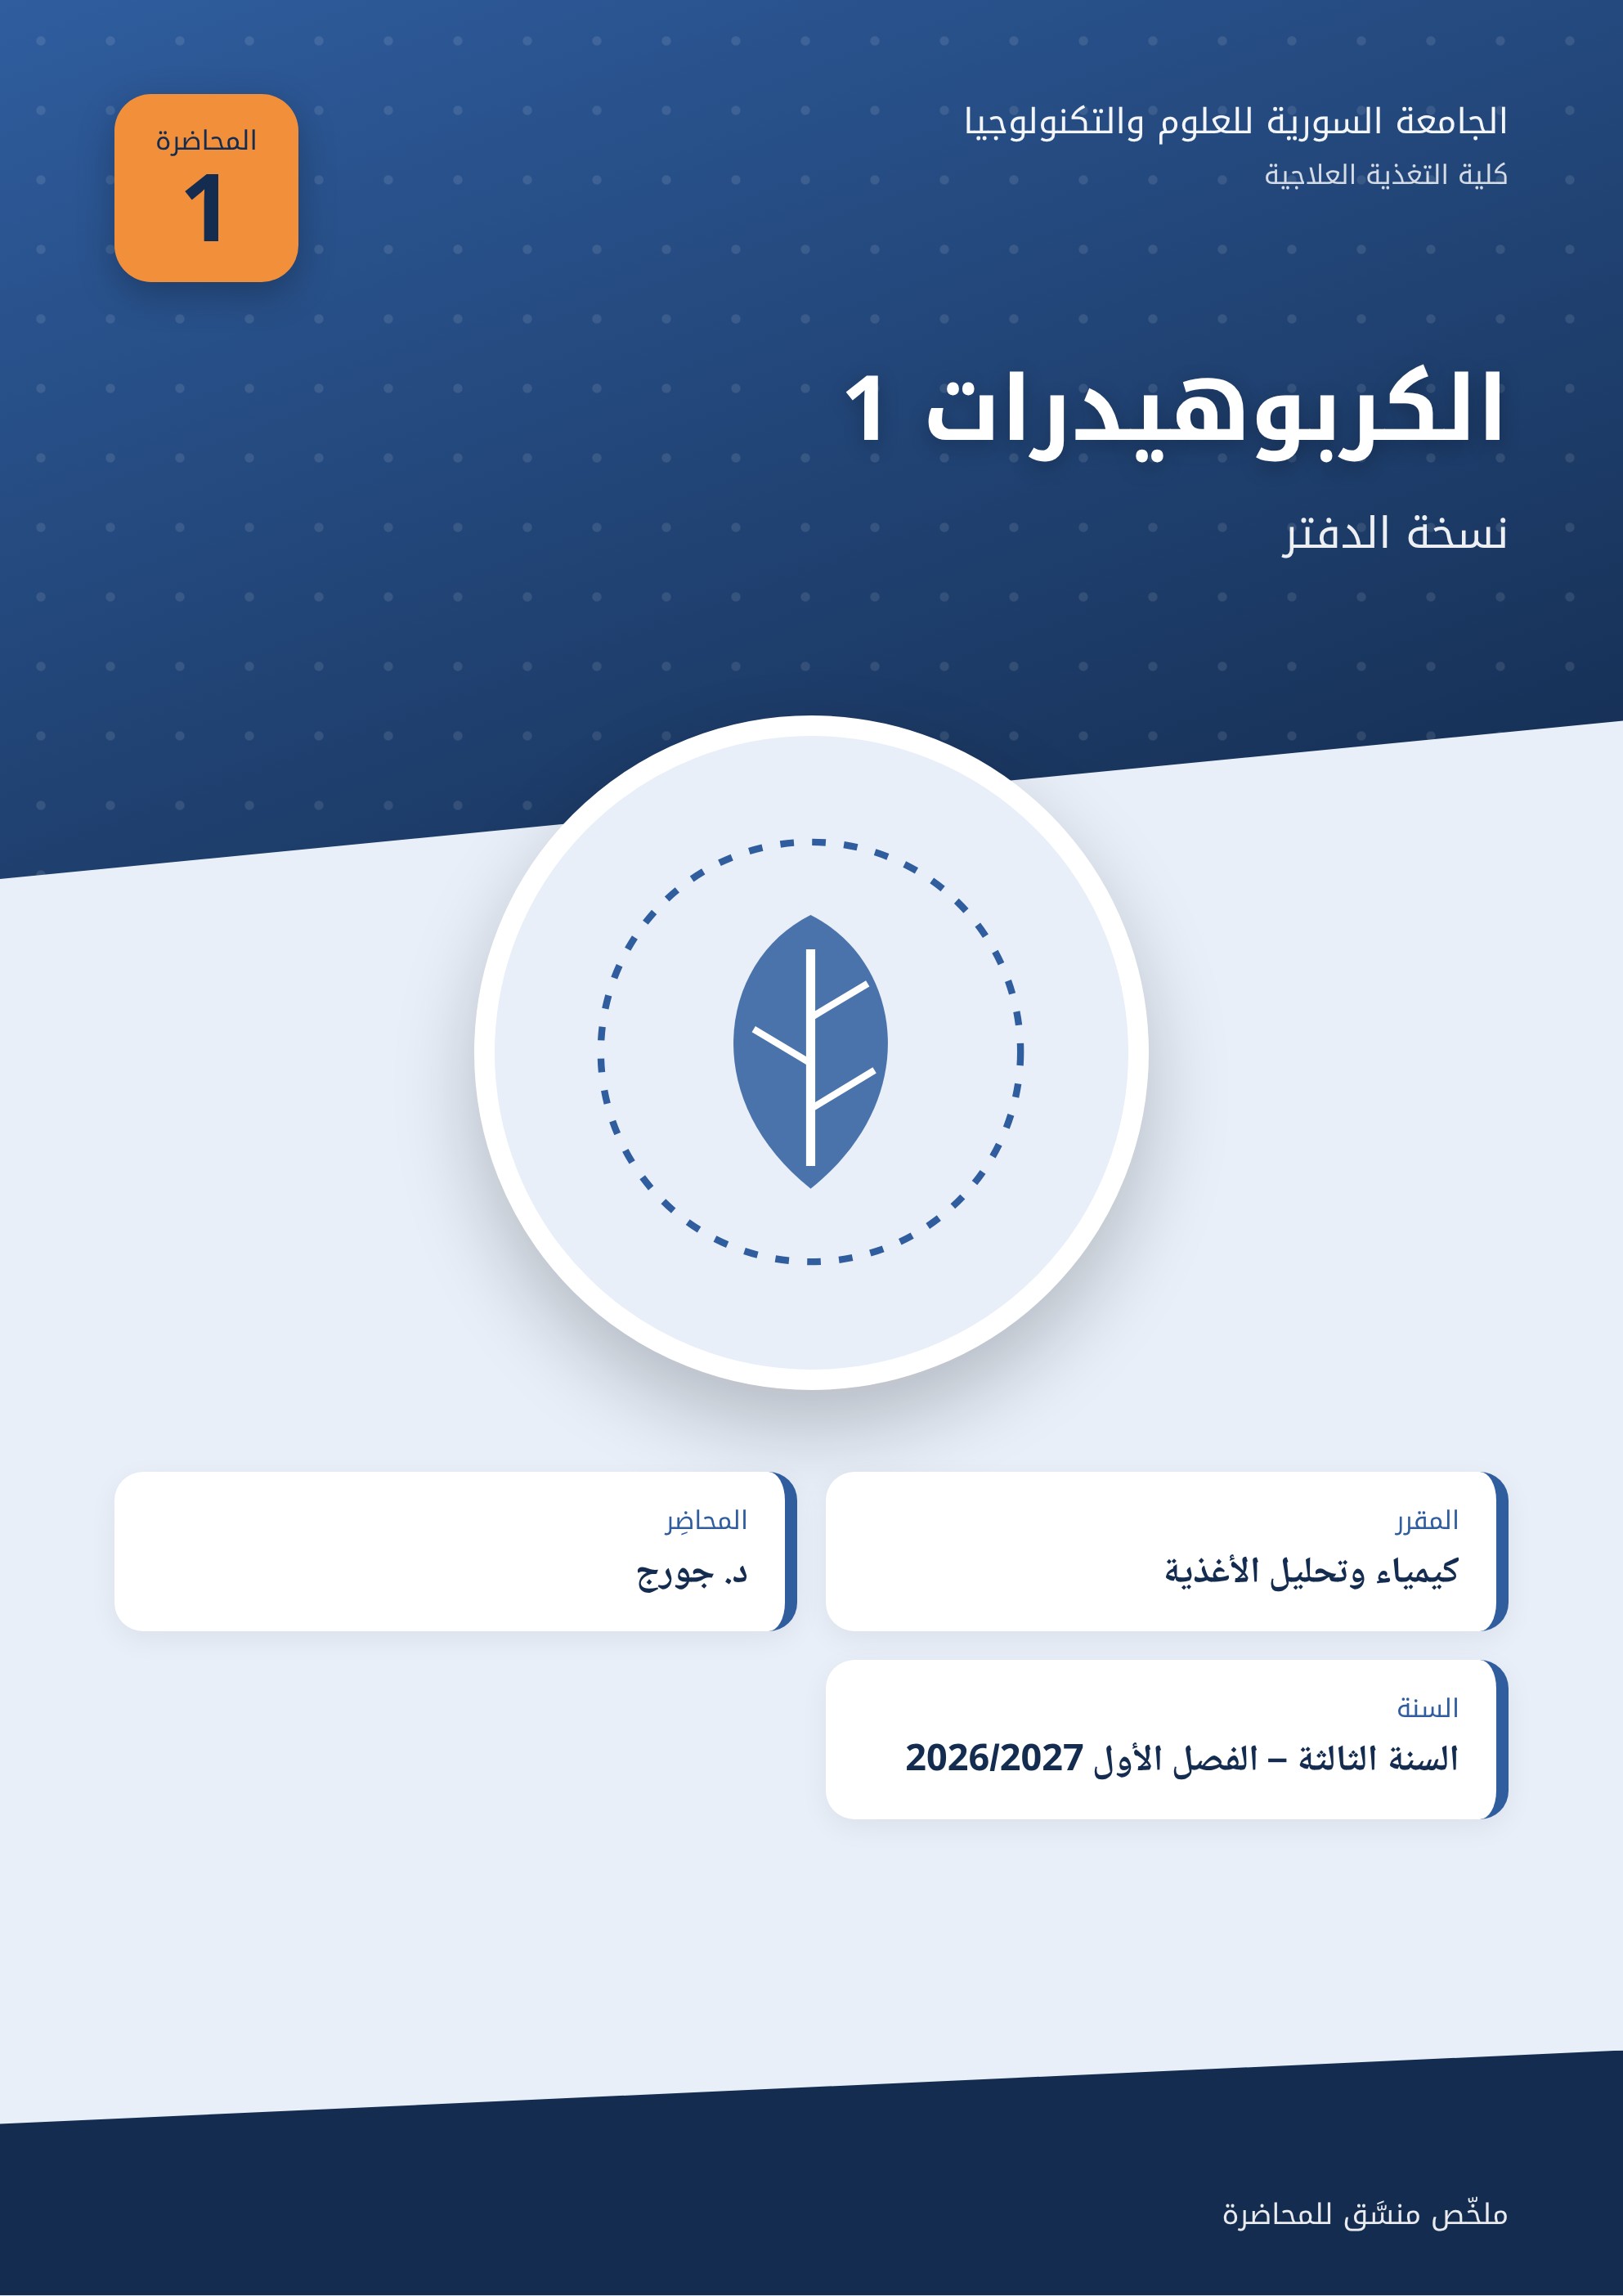 الجامعة السورية للعلوم والتكنولوجيا
كلية التغذية العلاجية
المحاضرة
1
الكربوهيدرات 1
نسخة الدفتر
المقرر
كيمياء وتحليل الأغذية
المحاضِر
د. جورج
السنة
السنة الثالثة – الفصل الأول 2026/2027
ملخّص منسَّق للمحاضرة